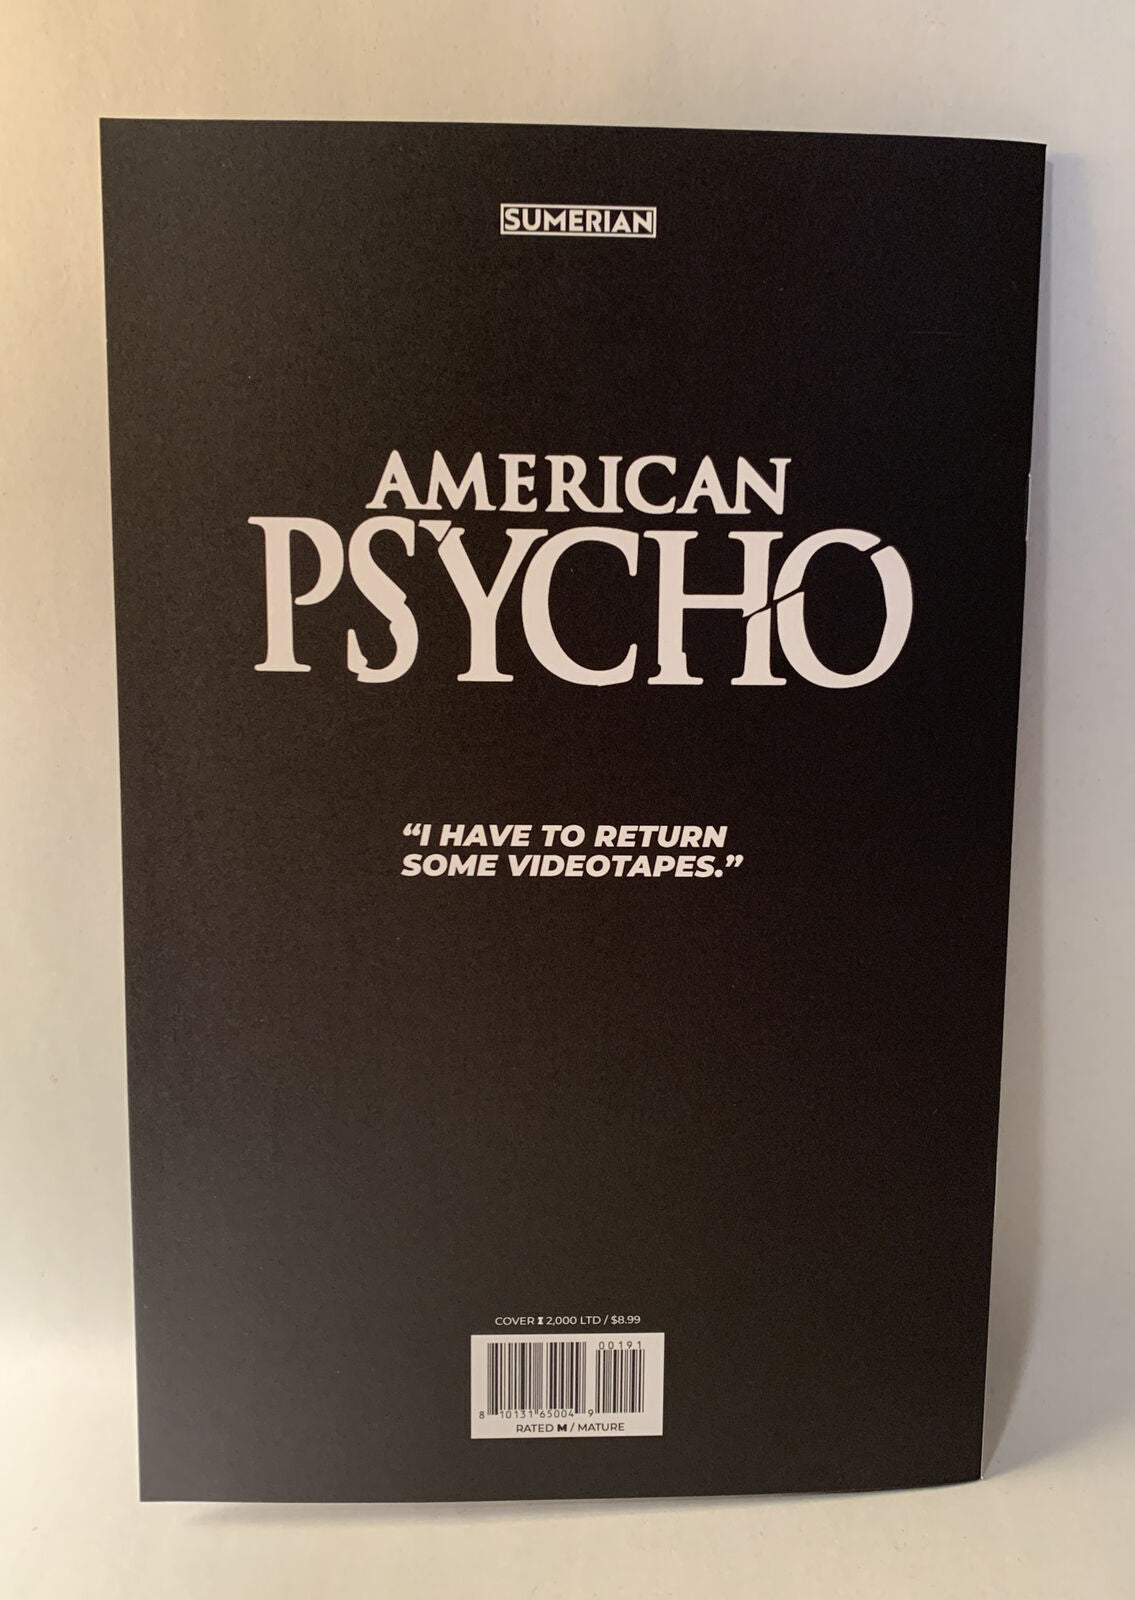 SUMERIAN
AMERICAN
PSYCHO
“I HAVE TO RETURN
SOME VIDEOTAPES.”
COVER I 2,000 LTD / $8.99
00191
8 10131 65004 9
RATED M / MATURE